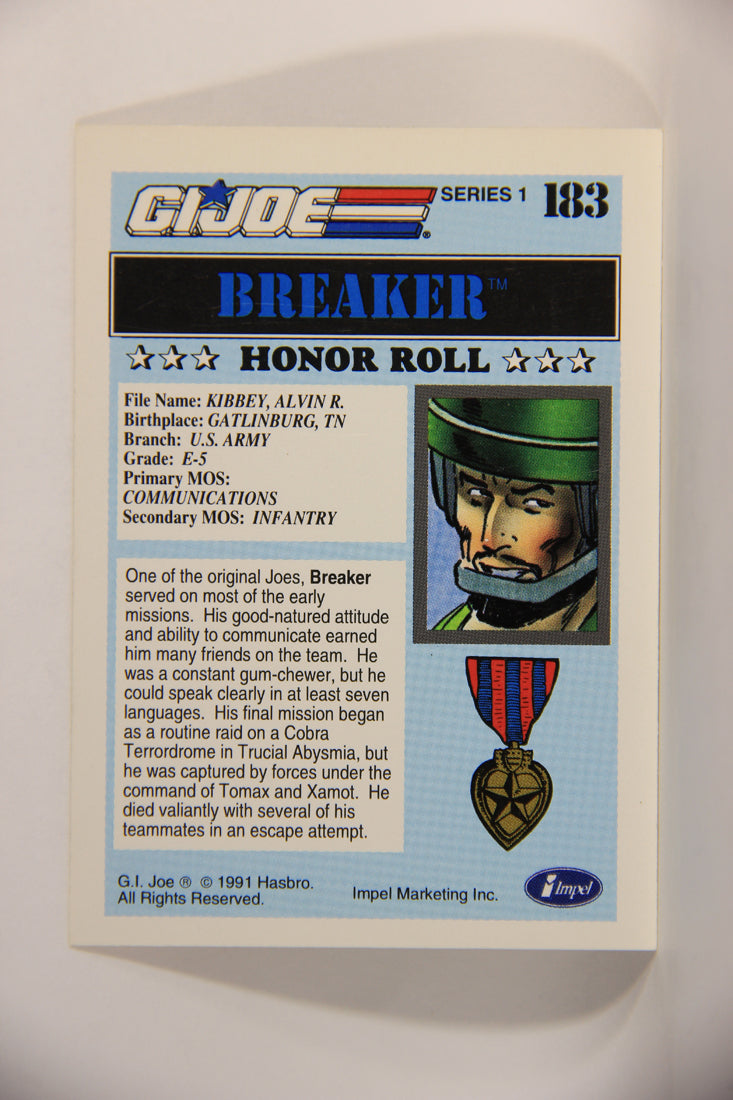 G.I. JOE ® SERIES 1 183
BREAKER™
HONOR ROLL
File Name: KIBBEY, ALVIN R.
Birthplace: GATLINBURG, TN
Branch: U.S. ARMY
Grade: E-5
Primary MOS:
COMMUNICATIONS
Secondary MOS: INFANTRY
One of the original Joes, Breaker
served on most of the early
missions. His good-natured attitude
and ability to communicate earned
him many friends on the team. He
was a constant gum-chewer, but he
could speak clearly in at least seven
languages. His final mission began
as a routine raid on a Cobra
Terrordrome in Trucial Abysmia, but
he was captured by forces under the
command of Tomax and Xamot. He
died valiantly with several of his
teammates in an escape attempt.
G.I. Joe ® © 1991 Hasbro.
All Rights Reserved.
Impel Marketing Inc.
Impel